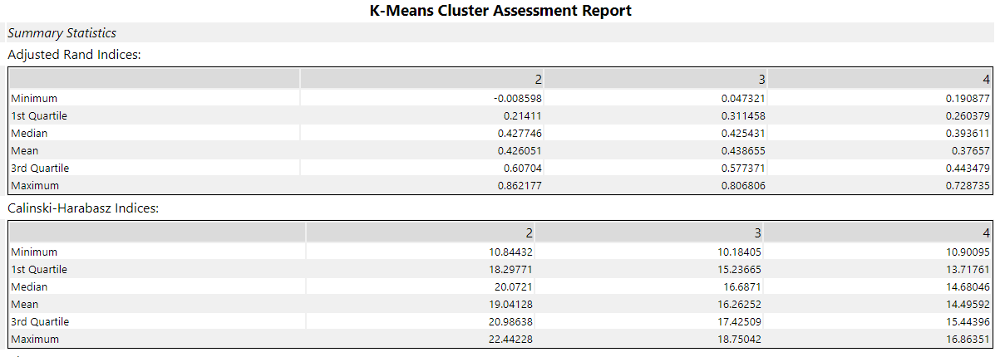 K-Means Cluster Assessment Report
Summary Statistics
Adjusted Rand Indices:
2 3 4
Minimum -0.008598 0.047321 0.190877
1st Quartile 0.21411 0.311458 0.260379
Median 0.427746 0.425431 0.393611
Mean 0.426051 0.438655 0.37657
3rd Quartile 0.60704 0.577371 0.443479
Maximum 0.862177 0.806806 0.728735
Calinski-Harabasz Indices:
2 3 4
Minimum 10.84432 10.18405 10.90095
1st Quartile 18.29771 15.23665 13.71761
Median 20.0721 16.6871 14.68046
Mean 19.04128 16.26252 14.49592
3rd Quartile 20.98638 17.42509 15.44396
Maximum 22.44228 18.75042 16.86351